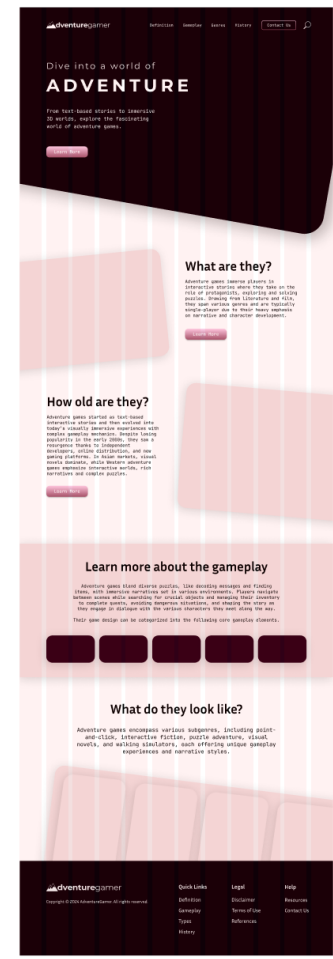 dventuregamer
Definition Gameplay Genres History Contact Us
Dive into a world of
ADVENTURE
From text-based stories to immersive
3D worlds, explore the fascinating
world of adventure games.
Learn More
What are they?
Adventure games immerse players in
interactive stories where they take on the
role of protagonists, exploring and solving
puzzles. Drawing from literature and film,
they span various genres and are typically
single-player due to their heavy emphasis
on narrative and character development.
Learn More
How old are they?
Adventure games started as text-based
interactive stories and then evolved into
today's visually immersive experiences with
complex gameplay mechanics. Despite losing
popularity in the early 2000s, they saw a
resurgence thanks to independent
developers, online distribution, and new
gaming platforms. In Asian markets, visual
novels dominate, while Western adventure
games emphasize interactive worlds, rich
narratives and complex puzzles.
Learn More
Learn more about the gameplay
Adventure games blend diverse puzzles, like decoding messages and finding
items, with immersive narratives set in various environments. Players navigate
between scenes while searching for crucial objects and managing their inventory
to complete quests, avoiding dangerous situations, and shaping the story as
they engage in dialogue with the various characters they meet along the way.
Their game design can be categorized into the following core gameplay elements.
What do they look like?
Adventure games encompass various subgenres, including point-
and-click, interactive fiction, puzzle adventure, visual
novels, and walking simulators, each offering unique gameplay
experiences and narrative styles.
dventuregamer
Copyright © 2024 AdventureGamer. All rights reserved.
Quick Links
Definition
Gameplay
Types
History
Legal
Disclaimer
Terms of Use
References
Help
Resources
Contact Us